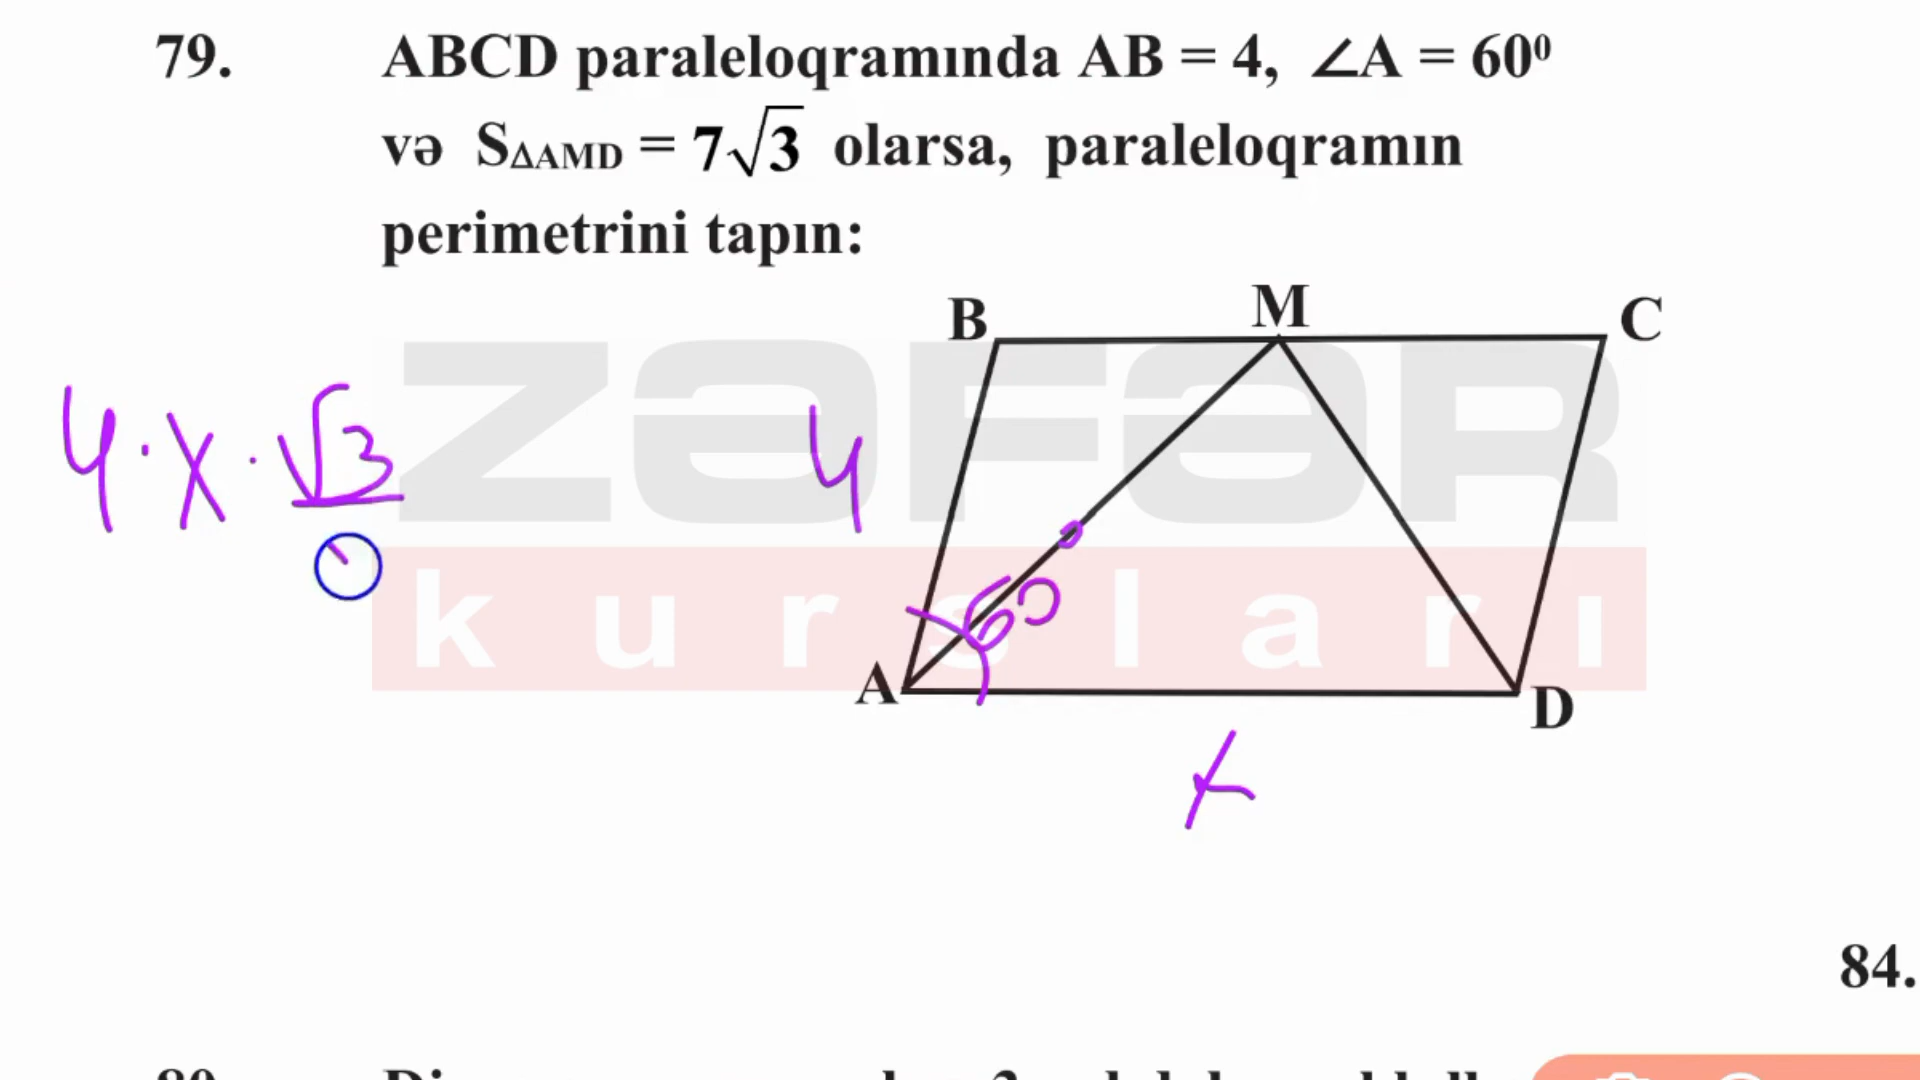 79. ABCD paraleloqramında AB = 4, ∠A = 60⁰
və S∆AMD = 7√3 olarsa, paraleloqramın
perimetrini tapın:
B M C
ZƏFƏR
4 · x · √3
4
60°
kursları
A D
x
84.